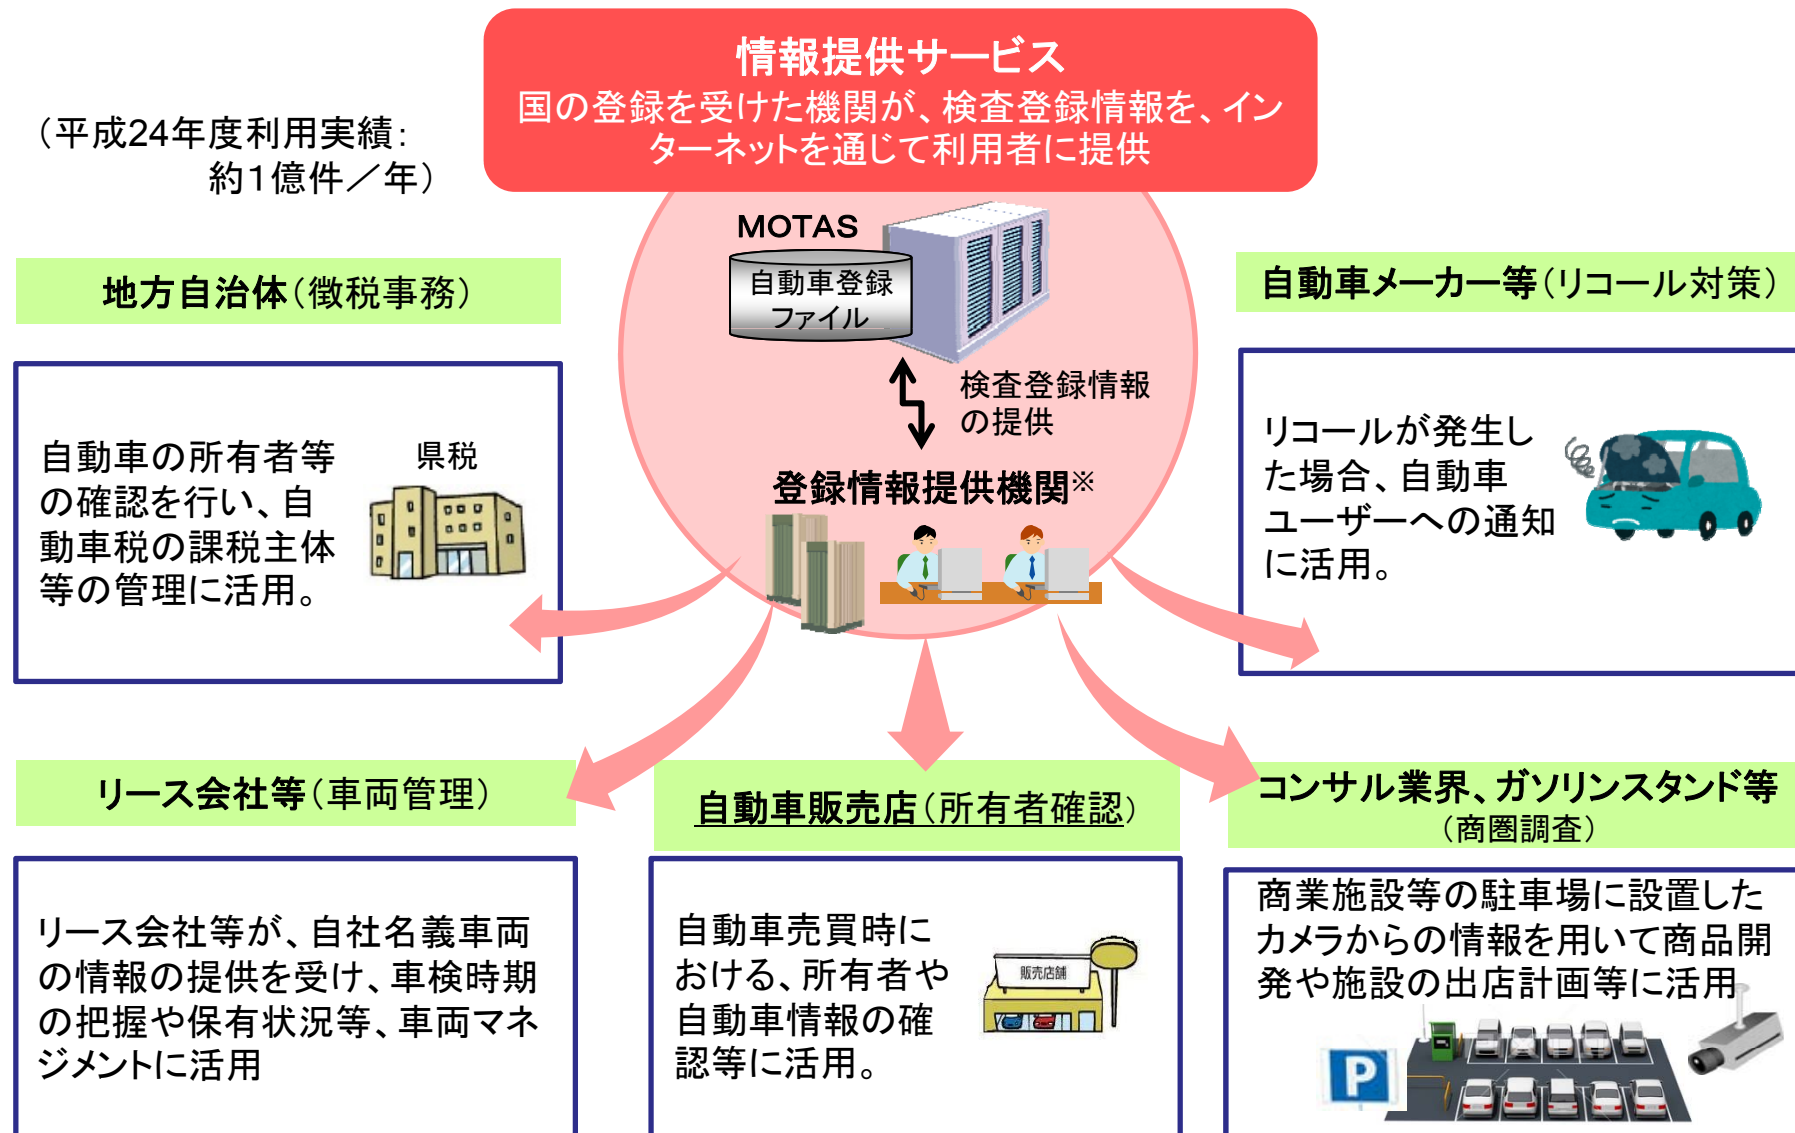 情報提供サービス
国の登録を受けた機関が、検査登録情報を、イン
ターネットを通じて利用者に提供
（平成24年度利用実績：
約1億件／年）
MOTAS
自動車登録
ファイル
検査登録情報
の提供
登録情報提供機関※
地方自治体（徴税事務）
自動車の所有者等
の確認を行い、自
動車税の課税主体
等の管理に活用。
県税
自動車メーカー等（リコール対策）
リコールが発生し
た場合、自動車
ユーザーへの通知
に活用。
リース会社等（車両管理）
リース会社等が、自社名義車両
の情報の提供を受け、車検時期
の把握や保有状況等、車両マネ
ジメントに活用
自動車販売店（所有者確認）
自動車売買時に
おける、所有者や
自動車情報の確
認等に活用。
販売店舗
コンサル業界、ガソリンスタンド等
（商圏調査）
商業施設等の駐車場に設置した
カメラからの情報を用いて商品開
発や施設の出店計画等に活用
P